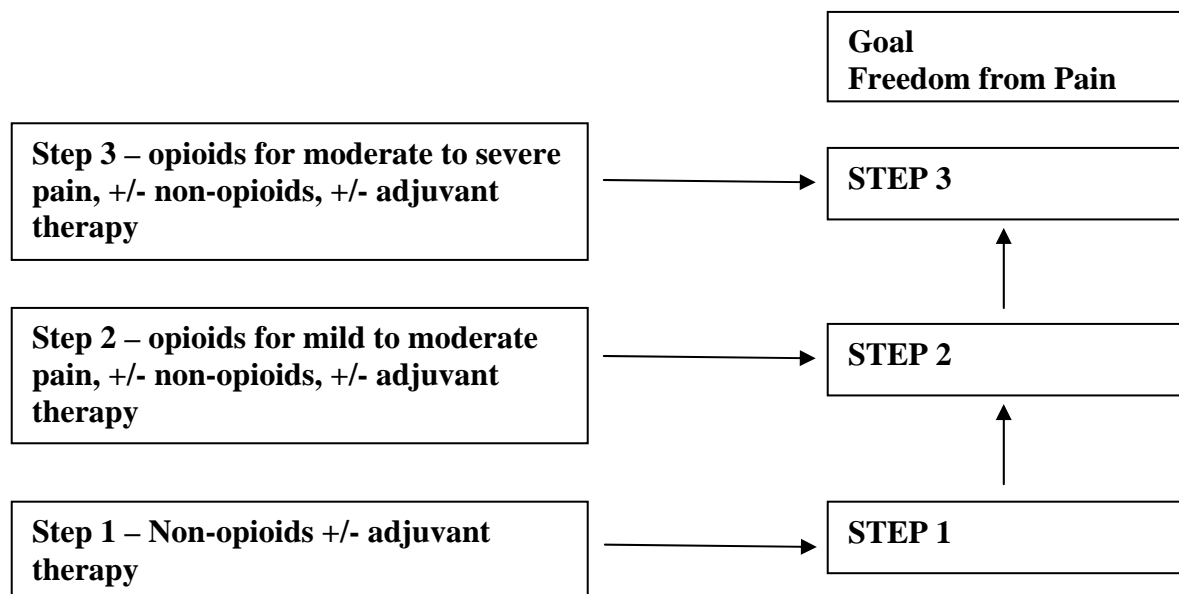 Goal
Freedom from Pain
Step 3 – opioids for moderate to severe
pain, +/- non-opioids, +/- adjuvant
therapy
STEP 3
Step 2 – opioids for mild to moderate
pain, +/- non-opioids, +/- adjuvant
therapy
STEP 2
Step 1 – Non-opioids +/- adjuvant
therapy
STEP 1